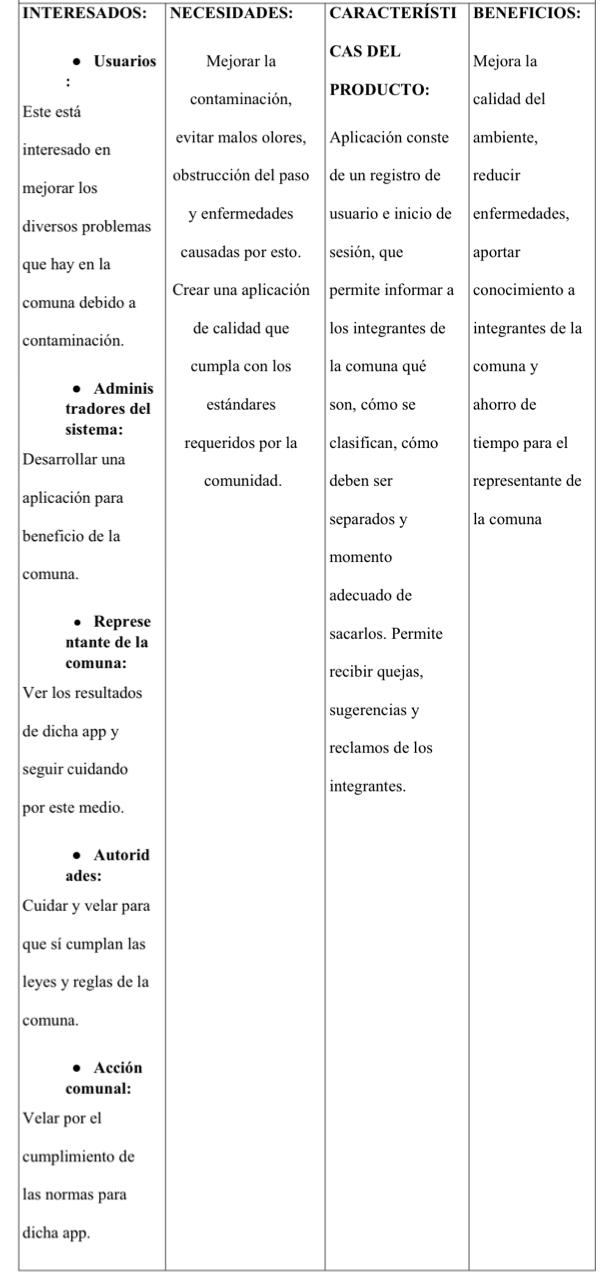 INTERESADOS:
● Usuarios
:
Este está
interesado en
mejorar los
diversos problemas
que hay en la
comuna debido a
contaminación.
● Adminis
tradores del
sistema:
Desarrollar una
aplicación para
beneficio de la
comuna.
● Represe
ntante de la
comuna:
Ver los resultados
de dicha app y
seguir cuidando
por este medio.
● Autorid
ades:
Cuidar y velar para
que sí cumplan las
leyes y reglas de la
comuna.
● Acción
comunal:
Velar por el
cumplimiento de
las normas para
dicha app.
NECESIDADES:
Mejorar la
contaminación,
evitar malos olores,
obstrucción del paso
y enfermedades
causadas por esto.
Crear una aplicación
de calidad que
cumpla con los
estándares
requeridos por la
comunidad.
CARACTERÍSTI
CAS DEL
PRODUCTO:
Aplicación conste
de un registro de
usuario e inicio de
sesión, que
permite informar a
los integrantes de
la comuna qué
son, cómo se
clasifican, cómo
deben ser
separados y
momento
adecuado de
sacarlos. Permite
recibir quejas,
sugerencias y
reclamos de los
integrantes.
BENEFICIOS:
Mejora la
calidad del
ambiente,
reducir
enfermedades,
aportar
conocimiento a
integrantes de la
comuna y
ahorro de
tiempo para el
representante de
la comuna